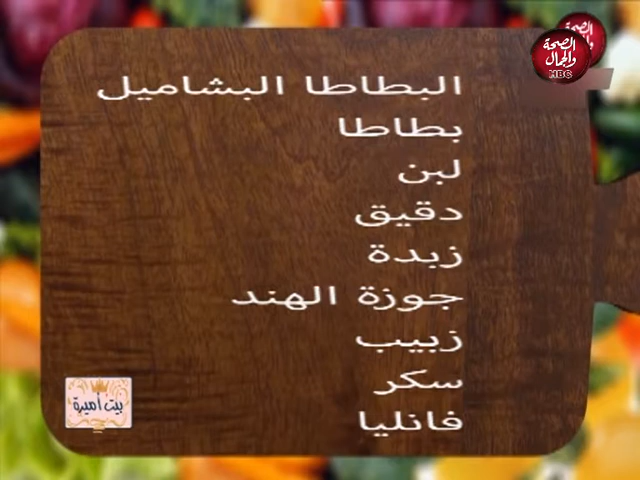 الصحة
والجمال
HBC
البطاطا البشاميل
بطاطا
لبن
دقيق
زبدة
جوزة الهند
زبيب
سكر
فانليا
بيت أميرة